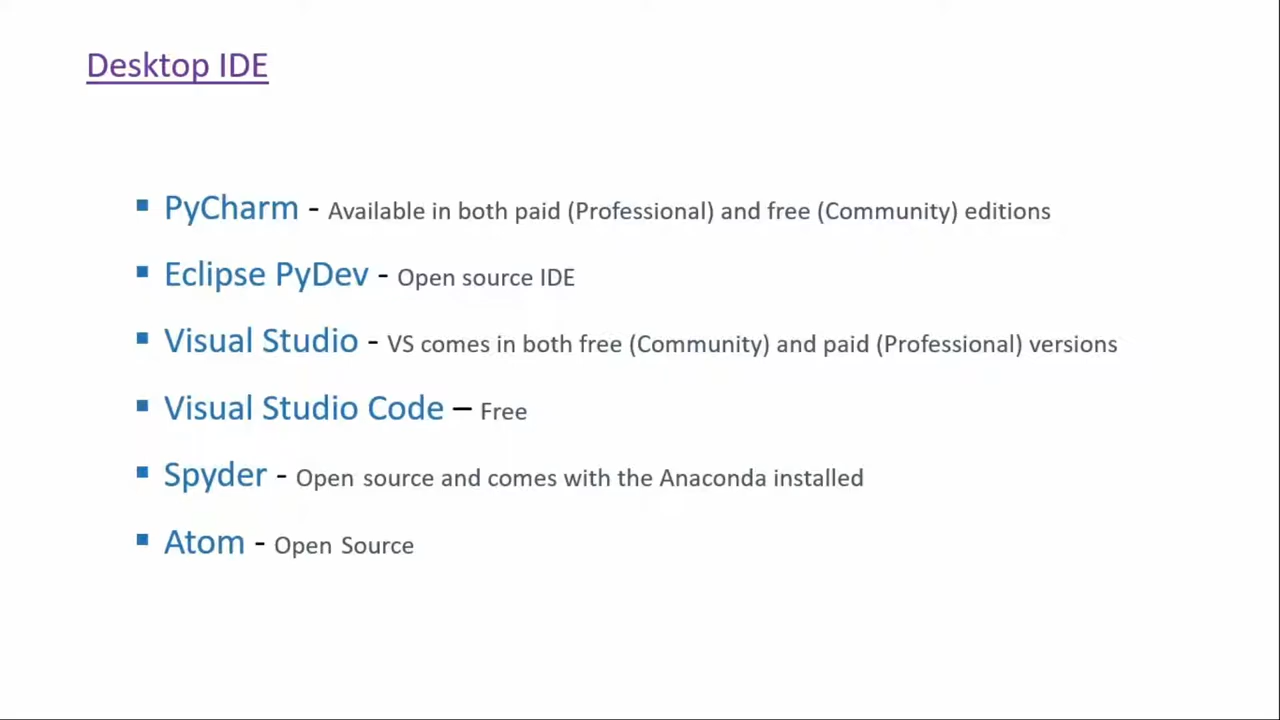 Desktop IDE
▪ PyCharm - Available in both paid (Professional) and free (Community) editions
▪ Eclipse PyDev - Open source IDE
▪ Visual Studio - VS comes in both free (Community) and paid (Professional) versions
▪ Visual Studio Code – Free
▪ Spyder - Open source and comes with the Anaconda installed
▪ Atom - Open Source